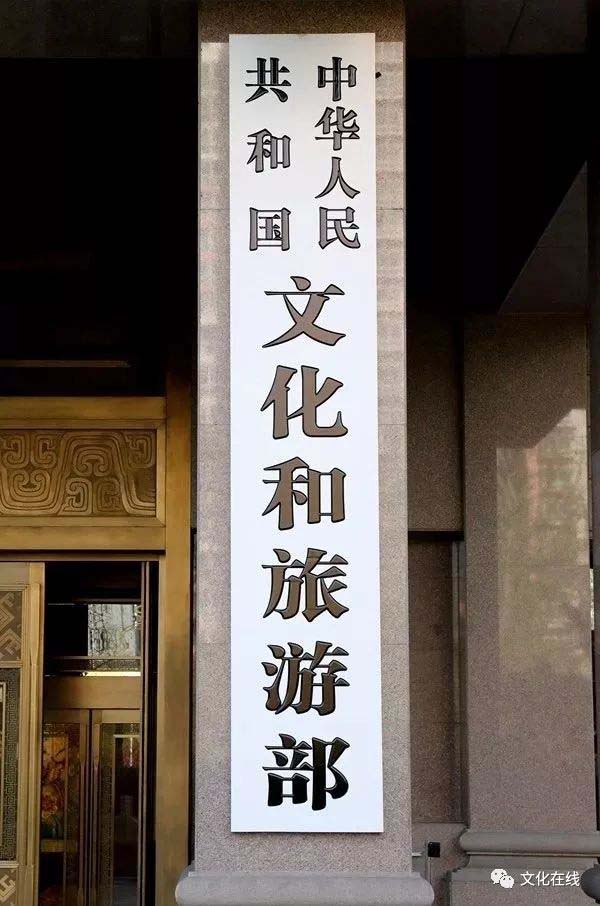 中华人民
共和国
文化和旅游部
文化在线